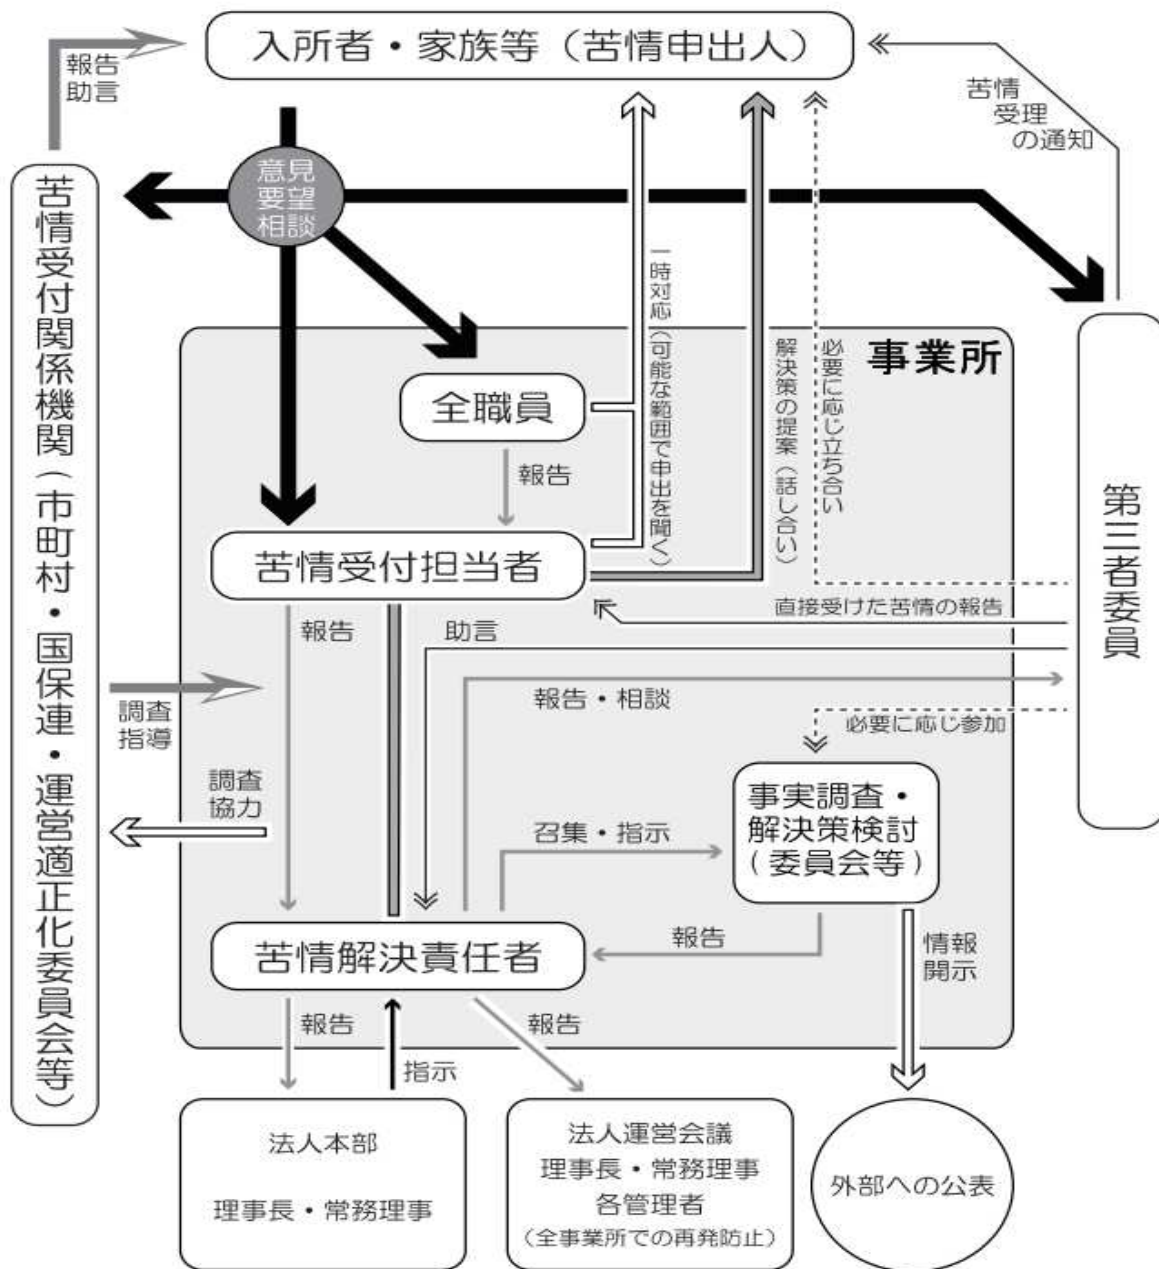 入所者・家族等（苦情申出人）
報告
助言
苦情
受理
の通知
意見
要望
相談
苦情受付関係機関（市町村・国保連・運営適正化委員会等）
事業所
全職員
一時対応（可能な範囲で申出を聞く）
解決策の提案（話し合い）
必要に応じ立ち合い
報告
第三者委員
苦情受付担当者
直接受けた苦情の報告
報告
助言
報告・相談
調査
指導
必要に応じ参加
調査
協力
事実調査・
解決策検討
（委員会等）
召集・指示
報告
苦情解決責任者
情報
開示
報告
指示
報告
法人本部
理事長・常務理事
法人運営会議
理事長・常務理事
各管理者
（全事業所での再発防止）
外部への公表